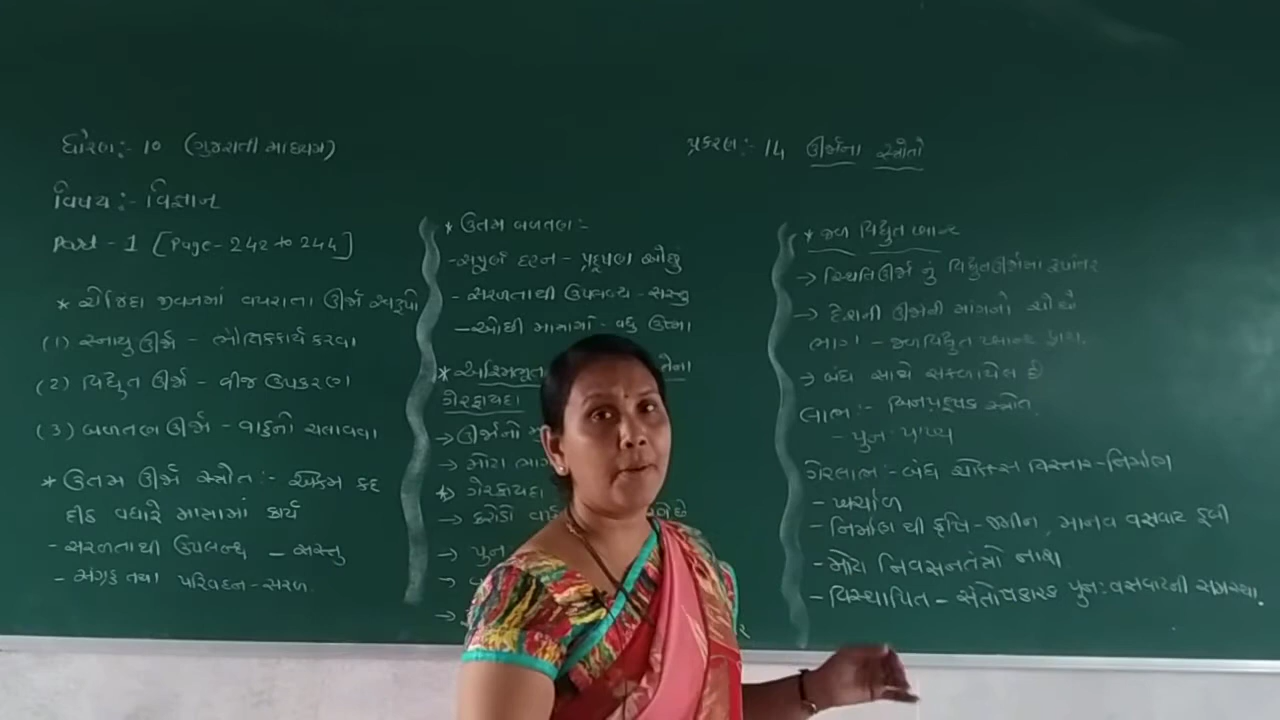 ધોરણ:- 10 (ગુજરાતી માધ્યમ)
વિષય:- વિજ્ઞાન
Part - 1 [Page - 242 to 244]
* રોજિંદા જીવનમાં વપરાતા ઊર્જા સ્વરૂપો
(1) સ્નાયુ ઊર્જા - ભૌતિકકાર્ય કરવા
(2) વિદ્યુત ઊર્જા - વીજ ઉપકરણ
(3) બળતણ ઊર્જા - વાહનો ચલાવવા
* ઉત્તમ ઊર્જા સ્ત્રોત:- એકમ કદ
દીઠ વધારે માત્રામાં કાર્ય
- સરળતાથી ઉપલબ્ધ - સસ્તુ
- સંગ્રહ તથા પરિવહન - સરળ
પ્રકરણ:- 14 ઊર્જાના સ્ત્રોતો
* ઉત્તમ બળતણ:-
- સંપૂર્ણ દહન - પ્રદૂષણ ઓછું
- સરળતાથી ઉપલબ્ધ - સસ્તુ
- ઓછી માત્રામાં - વધુ ઉષ્મા
* 
ગેરફાયદા
→ ઊર્જાનો
→ મોટા ભાગ
* ગેરફાયદા
→ કરોડો
→ પુન
* જળ વિદ્યુત પ્લાન્ટ
→ સ્થિતિઊર્જા નું વિદ્યુતઊર્જામાં રૂપાંતર
→ દેશની ઊર્જાની માંગનો ચોથો
ભાગ - જળવિદ્યુત પ્લાન્ટ દ્વારા.
→ બંધ સાથે સંકળાયેલ છે
લાભ:- બિનપ્રદૂષક સ્ત્રોત.
- પુનઃપ્રાપ્ય
ગેરલાભ:- બંધ ચોક્કસ વિસ્તાર - નિર્માણ
- ખર્ચાળ
- નિર્માણથી કૃષિ - જમીન, માનવ વસવાટ ડૂબી
- મોટા નિવસનતંત્રો નાશ
- વિસ્થાપિત - સંતોષકારક પુનઃ વસવાટની સમસ્યા.